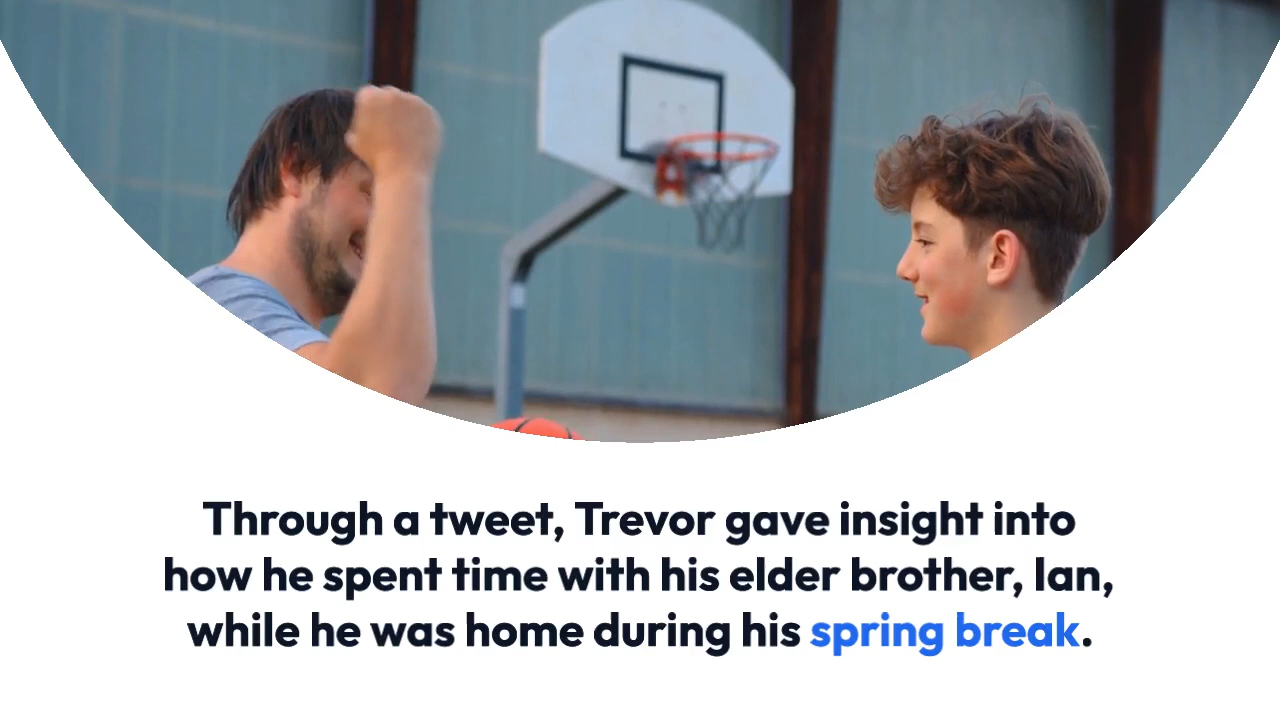 Through a tweet, Trevor gave insight into
how he spent time with his elder brother, Ian,
while he was home during his spring break.